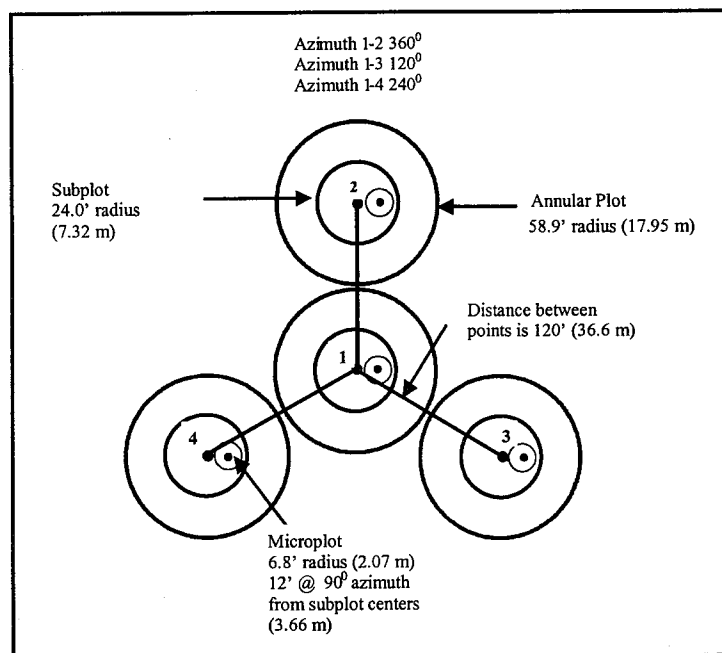 Azimuth 1-2 360⁰
Azimuth 1-3 120⁰
Azimuth 1-4 240⁰
Subplot
24.0’ radius
(7.32 m)
2
Annular Plot
58.9’ radius (17.95 m)
Distance between
points is 120’ (36.6 m)
1
4
3
Microplot
6.8’ radius (2.07 m)
12’ @ 90⁰ azimuth
from subplot centers
(3.66 m)